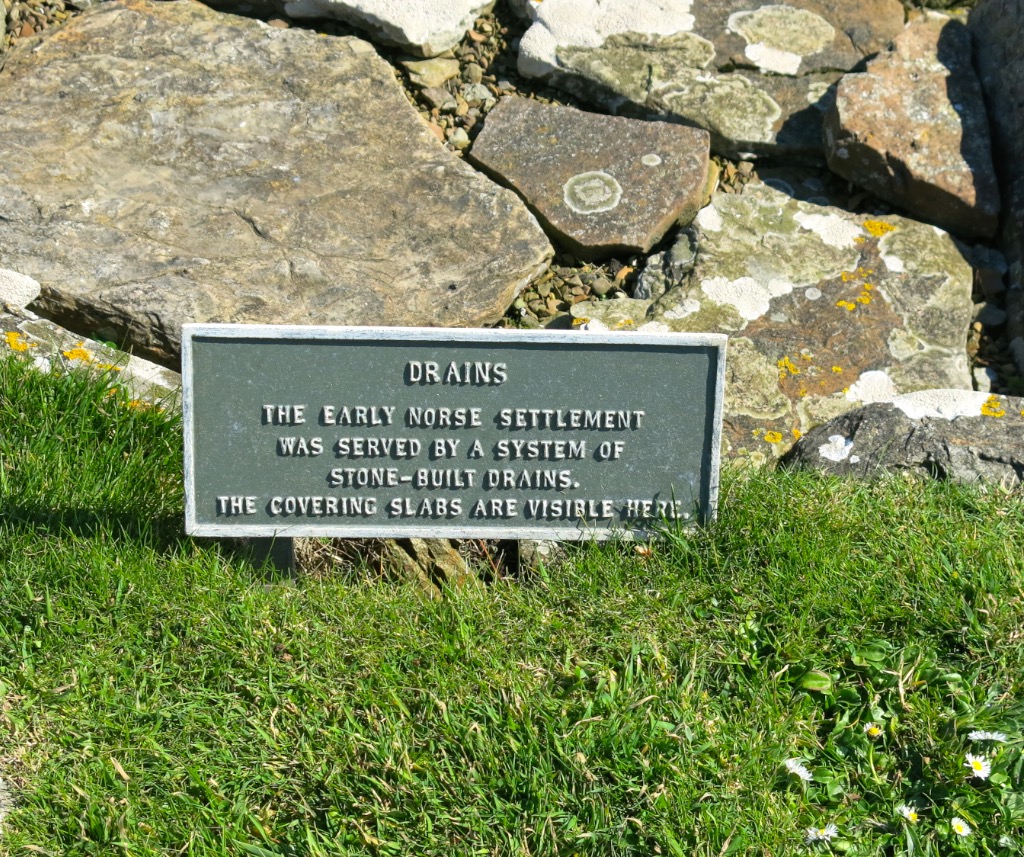 DRAINS
THE EARLY NORSE SETTLEMENT
WAS SERVED BY A SYSTEM OF
STONE-BUILT DRAINS.
THE COVERING SLABS ARE VISIBLE HERE.